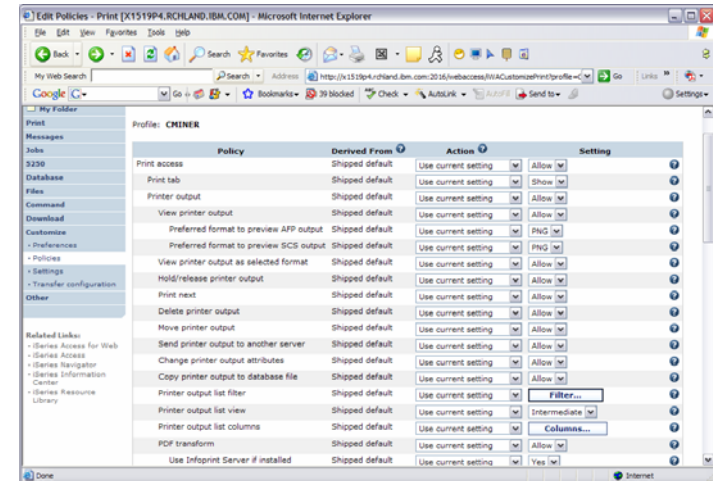 Edit Policies - Print [X1519P4.RCHLAND.IBM.COM] - Microsoft Internet Explorer
File Edit View Favorites Tools Help
Back Search Favorites
My Web Search Search Address http://x1519p4.rchland.ibm.com:2016/webaccess/iWACustomizePrint?profile=C Go Links
Google G Go Bookmarks 39 blocked Check AutoLink AutoFill Send to Settings
My Folder
Print
Messages
Jobs
5250
Database
Files
Command
Download
Customize
• Preferences
• Policies
• Settings
• Transfer configuration
Other
Related Links:
• iSeries Access for Web
• iSeries Access
• iSeries Navigator
• iSeries Information Center
• iSeries Resource Library
Profile: CMINER
Policy Derived From Action Setting
Print access Shipped default Use current setting Allow
Print tab Shipped default Use current setting Show
Printer output Shipped default Use current setting Allow
View printer output Shipped default Use current setting Allow
Preferred format to preview AFP output Shipped default Use current setting PNG
Preferred format to preview SCS output Shipped default Use current setting PNG
View printer output as selected format Shipped default Use current setting Allow
Hold/release printer output Shipped default Use current setting Allow
Print next Shipped default Use current setting Allow
Delete printer output Shipped default Use current setting Allow
Move printer output Shipped default Use current setting Allow
Send printer output to another server Shipped default Use current setting Allow
Change printer output attributes Shipped default Use current setting Allow
Copy printer output to database file Shipped default Use current setting Allow
Printer output list filter Shipped default Use current setting Filter...
Printer output list view Shipped default Use current setting Intermediate
Printer output list columns Shipped default Use current setting Columns...
PDF transform Shipped default Use current setting Allow
Use Infoprint Server if installed Shipped default Use current setting Yes
Done Internet